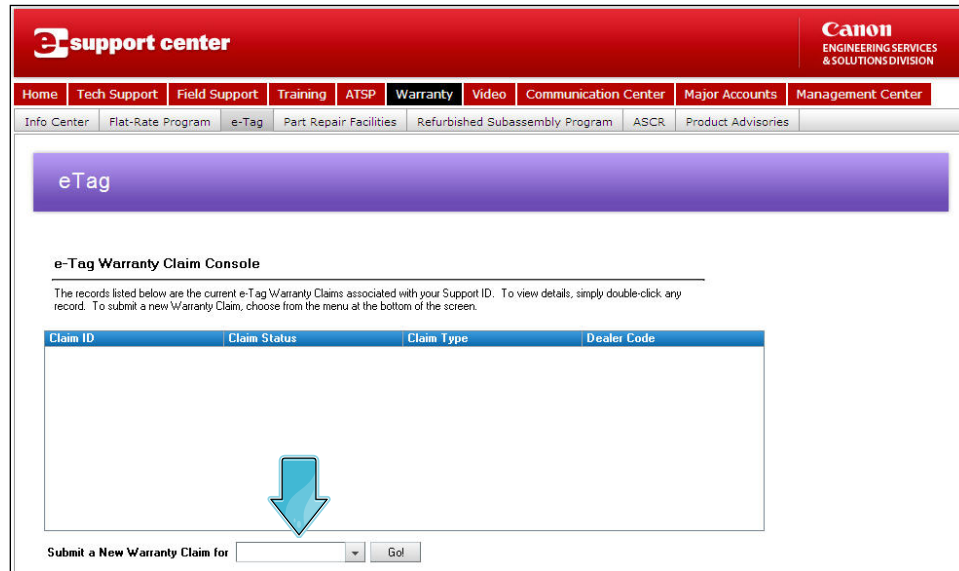 e-support center
Canon
ENGINEERING SERVICES
& SOLUTIONS DIVISION
Home Tech Support Field Support Training ATSP Warranty Video Communication Center Major Accounts Management Center
Info Center Flat-Rate Program e-Tag Part Repair Facilities Refurbished Subassembly Program ASCR Product Advisories
eTag
e-Tag Warranty Claim Console
The records listed below are the current e-Tag Warranty Claims associated with your Support ID. To view details, simply double-click any
record. To submit a new Warranty Claim, choose from the menu at the bottom of the screen.
Claim ID Claim Status Claim Type Dealer Code
Submit a New Warranty Claim for Go!